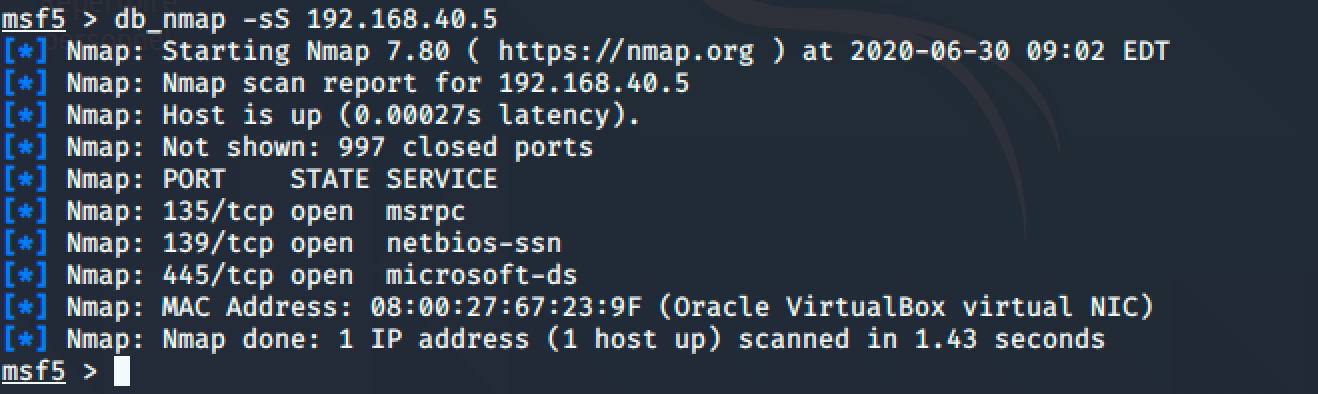 msf5 > db_nmap -sS 192.168.40.5
[*] Nmap: Starting Nmap 7.80 ( https://nmap.org ) at 2020-06-30 09:02 EDT
[*] Nmap: Nmap scan report for 192.168.40.5
[*] Nmap: Host is up (0.00027s latency).
[*] Nmap: Not shown: 997 closed ports
[*] Nmap: PORT    STATE SERVICE
[*] Nmap: 135/tcp open  msrpc
[*] Nmap: 139/tcp open  netbios-ssn
[*] Nmap: 445/tcp open  microsoft-ds
[*] Nmap: MAC Address: 08:00:27:67:23:9F (Oracle VirtualBox virtual NIC)
[*] Nmap: Nmap done: 1 IP address (1 host up) scanned in 1.43 seconds
msf5 >